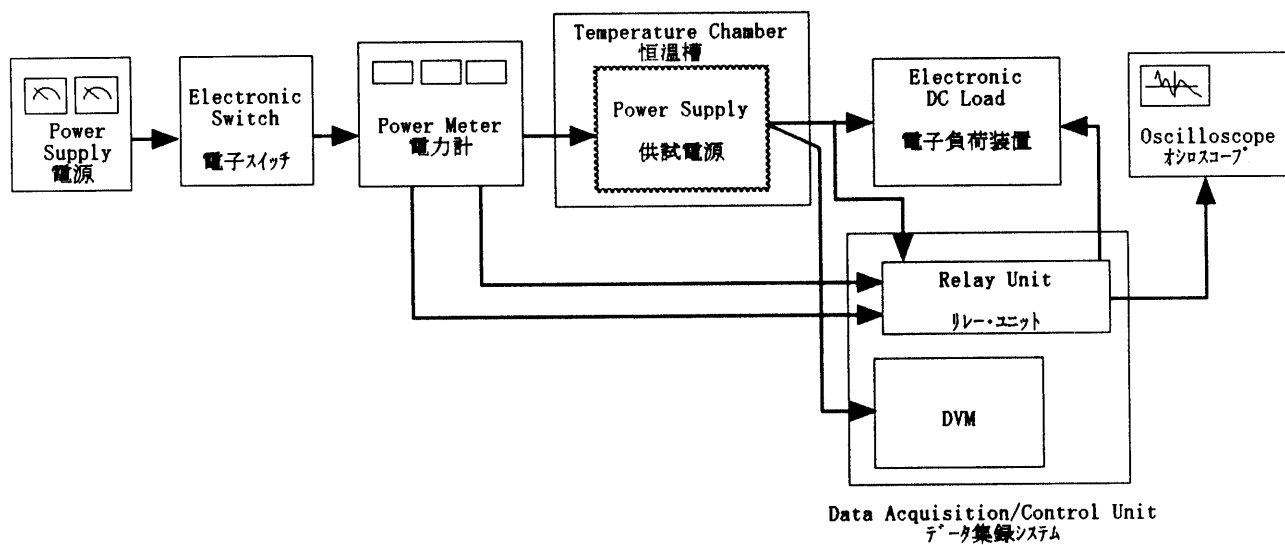 Power
Supply
電源
Electronic
Switch
電子スイッチ
Power Meter
電力計
Temperature Chamber
恒温槽
Power Supply
供試電源
Electronic
DC Load
電子負荷装置
Oscilloscope
オシロスコープ
Relay Unit
リレー・ユニット
DVM
Data Acquisition/Control Unit
データ集録システム